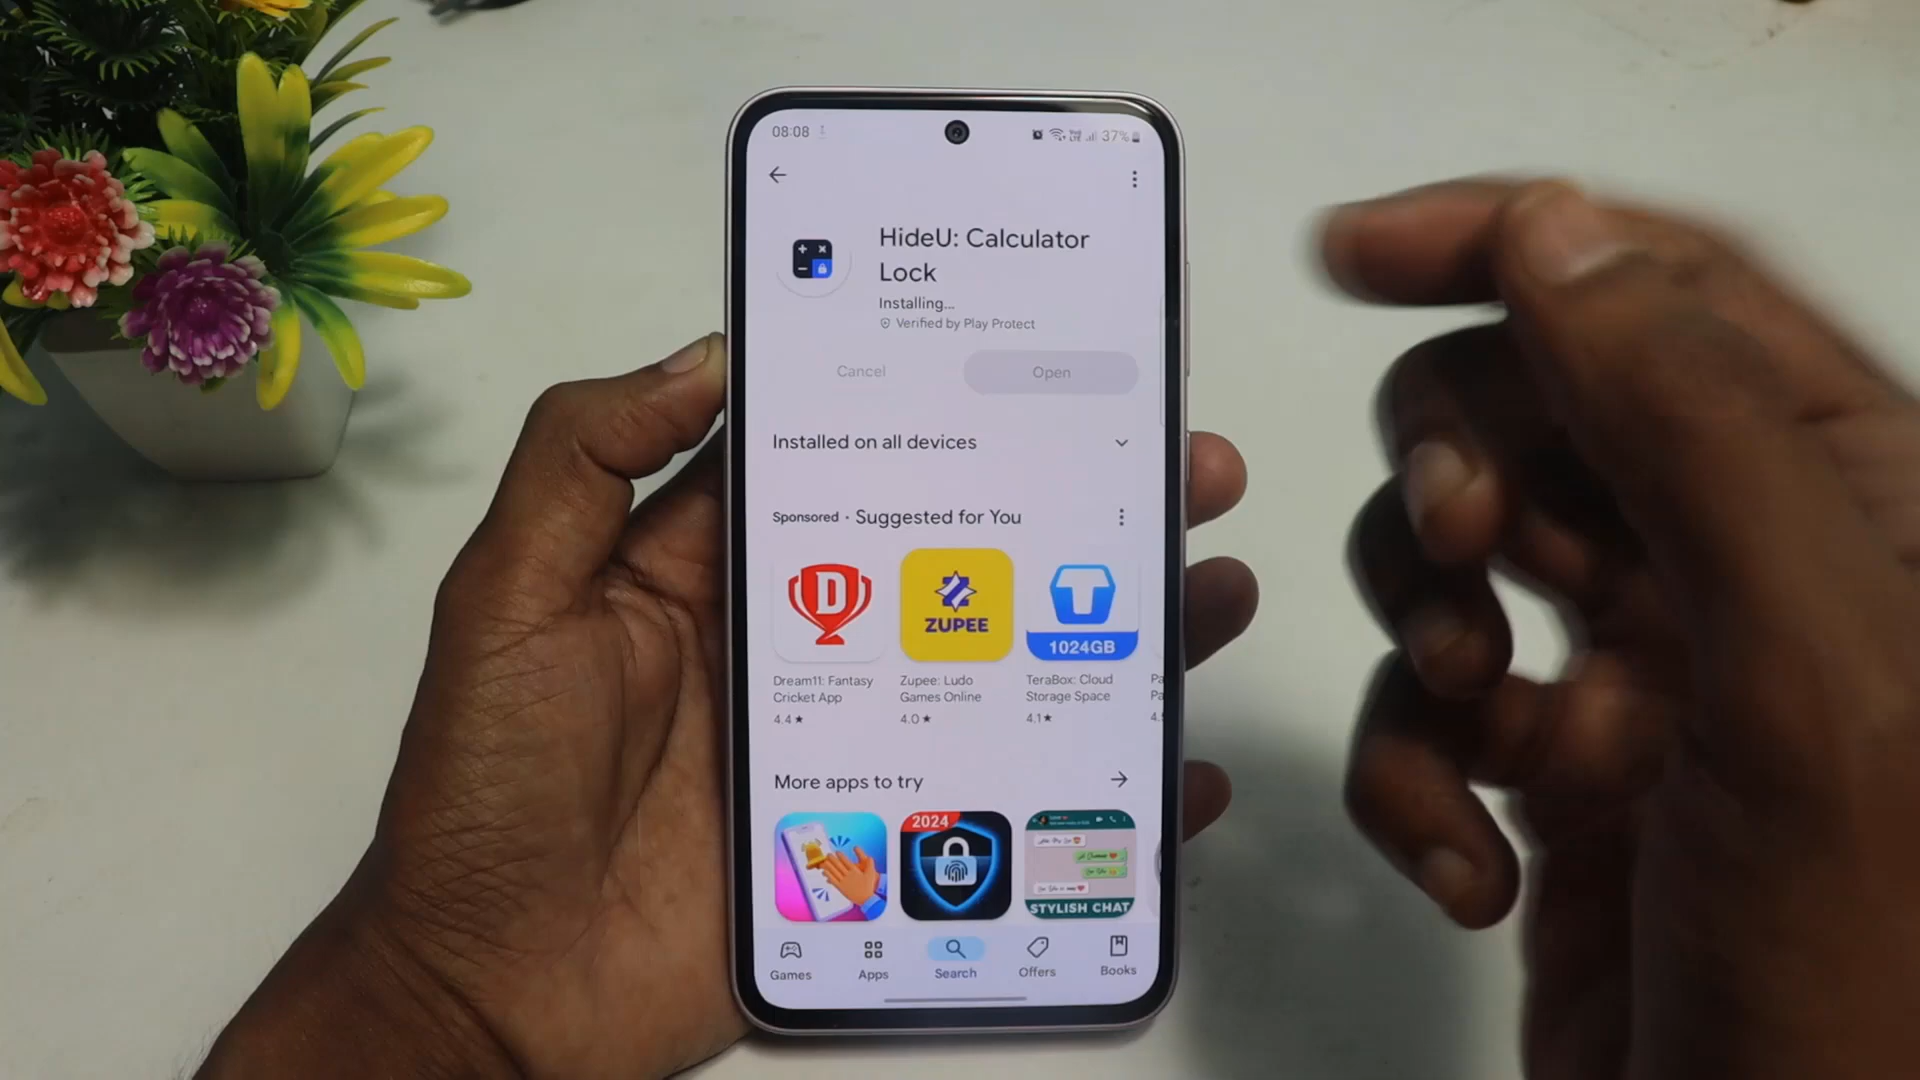 08:08
37%
HideU: Calculator
Lock
Installing...
Verified by Play Protect
Cancel
Open
Installed on all devices
Sponsored · Suggested for You
D
ZUPEE
1024GB
Dream11: Fantasy
Cricket App
4.4★
Zupee: Ludo
Games Online
4.0★
TeraBox: Cloud
Storage Space
4.1★
More apps to try
2024
STYLISH CHAT
Games
Apps
Search
Offers
Books